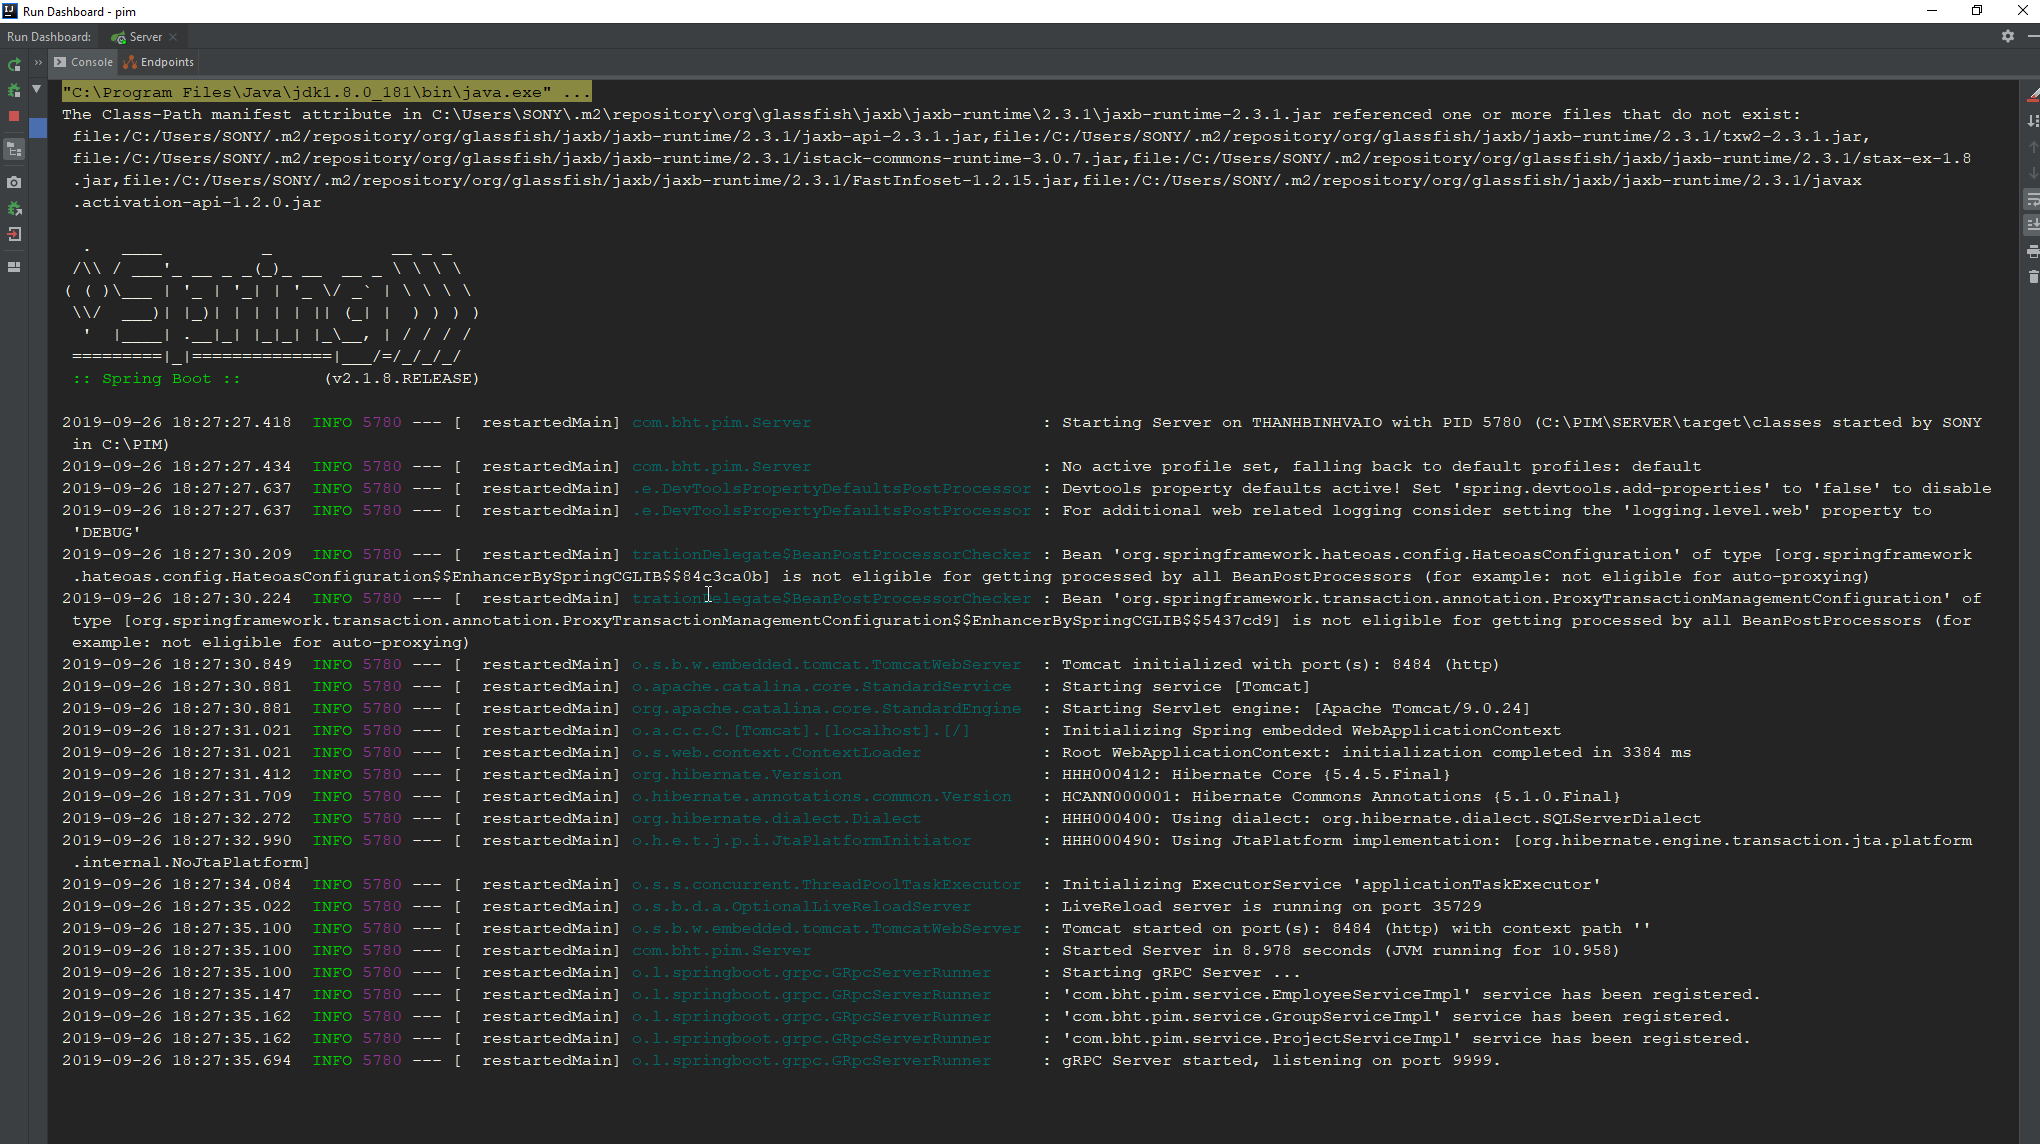 Run Dashboard - pim
Run Dashboard: Server
Console Endpoints
"C:\Program Files\Java\jdk1.8.0_181\bin\java.exe" ...
The Class-Path manifest attribute in C:\Users\SONY\.m2\repository\org\glassfish\jaxb\jaxb-runtime\2.3.1\jaxb-runtime-2.3.1.jar referenced one or more files that do not exist:
file:/C:/Users/SONY/.m2/repository/org/glassfish/jaxb/jaxb-runtime/2.3.1/jaxb-api-2.3.1.jar,file:/C:/Users/SONY/.m2/repository/org/glassfish/jaxb/jaxb-runtime/2.3.1/txw2-2.3.1.jar,
file:/C:/Users/SONY/.m2/repository/org/glassfish/jaxb/jaxb-runtime/2.3.1/istack-commons-runtime-3.0.7.jar,file:/C:/Users/SONY/.m2/repository/org/glassfish/jaxb/jaxb-runtime/2.3.1/stax-ex-1.8
.jar,file:/C:/Users/SONY/.m2/repository/org/glassfish/jaxb/jaxb-runtime/2.3.1/FastInfoset-1.2.15.jar,file:/C:/Users/SONY/.m2/repository/org/glassfish/jaxb/jaxb-runtime/2.3.1/javax
.activation-api-1.2.0.jar
  .   ____          _            __ _ _
 /\\ / ___'_ __ _ _(_)_ __  __ _ \ \ \ \
( ( )\___ | '_ | '_| | '_ \/ _` | \ \ \ \
 \\/  ___)| |_)| | | | | || (_| |  ) ) ) )
  '  |____| .__|_| |_|_| |_\__, | / / / /
 =========|_|==============|___/=/_/_/_/
 :: Spring Boot ::        (v2.1.8.RELEASE)
2019-09-26 18:27:27.418  INFO 5780 --- [  restartedMain] com.bht.pim.Server                       : Starting Server on THANHBINHVAIO with PID 5780 (C:\PIM\SERVER\target\classes started by SONY
in C:\PIM)
2019-09-26 18:27:27.434  INFO 5780 --- [  restartedMain] com.bht.pim.Server                       : No active profile set, falling back to default profiles: default
2019-09-26 18:27:27.637  INFO 5780 --- [  restartedMain] .e.DevToolsPropertyDefaultsPostProcessor : Devtools property defaults active! Set 'spring.devtools.add-properties' to 'false' to disable
2019-09-26 18:27:27.637  INFO 5780 --- [  restartedMain] .e.DevToolsPropertyDefaultsPostProcessor : For additional web related logging consider setting the 'logging.level.web' property to
'DEBUG'
2019-09-26 18:27:30.209  INFO 5780 --- [  restartedMain] trationDelegate$BeanPostProcessorChecker : Bean 'org.springframework.hateoas.config.HateoasConfiguration' of type [org.springframework
.hateoas.config.HateoasConfiguration$$EnhancerBySpringCGLIB$$84c3ca0b] is not eligible for getting processed by all BeanPostProcessors (for example: not eligible for auto-proxying)
2019-09-26 18:27:30.224  INFO 5780 --- [  restartedMain] trationDelegate$BeanPostProcessorChecker : Bean 'org.springframework.transaction.annotation.ProxyTransactionManagementConfiguration' of
type [org.springframework.transaction.annotation.ProxyTransactionManagementConfiguration$$EnhancerBySpringCGLIB$$5437cd9] is not eligible for getting processed by all BeanPostProcessors (for
example: not eligible for auto-proxying)
2019-09-26 18:27:30.849  INFO 5780 --- [  restartedMain] o.s.b.w.embedded.tomcat.TomcatWebServer  : Tomcat initialized with port(s): 8484 (http)
2019-09-26 18:27:30.881  INFO 5780 --- [  restartedMain] o.apache.catalina.core.StandardService   : Starting service [Tomcat]
2019-09-26 18:27:30.881  INFO 5780 --- [  restartedMain] org.apache.catalina.core.StandardEngine  : Starting Servlet engine: [Apache Tomcat/9.0.24]
2019-09-26 18:27:31.021  INFO 5780 --- [  restartedMain] o.a.c.c.C.[Tomcat].[localhost].[/]       : Initializing Spring embedded WebApplicationContext
2019-09-26 18:27:31.021  INFO 5780 --- [  restartedMain] o.s.web.context.ContextLoader            : Root WebApplicationContext: initialization completed in 3384 ms
2019-09-26 18:27:31.412  INFO 5780 --- [  restartedMain] org.hibernate.Version                    : HHH000412: Hibernate Core {5.4.5.Final}
2019-09-26 18:27:31.709  INFO 5780 --- [  restartedMain] o.hibernate.annotations.common.Version   : HCANN000001: Hibernate Commons Annotations {5.1.0.Final}
2019-09-26 18:27:32.272  INFO 5780 --- [  restartedMain] org.hibernate.dialect.Dialect            : HHH000400: Using dialect: org.hibernate.dialect.SQLServerDialect
2019-09-26 18:27:32.990  INFO 5780 --- [  restartedMain] o.h.e.t.j.p.i.JtaPlatformInitiator       : HHH000490: Using JtaPlatform implementation: [org.hibernate.engine.transaction.jta.platform
.internal.NoJtaPlatform]
2019-09-26 18:27:34.084  INFO 5780 --- [  restartedMain] o.s.s.concurrent.ThreadPoolTaskExecutor  : Initializing ExecutorService 'applicationTaskExecutor'
2019-09-26 18:27:35.022  INFO 5780 --- [  restartedMain] o.s.b.d.a.OptionalLiveReloadServer       : LiveReload server is running on port 35729
2019-09-26 18:27:35.100  INFO 5780 --- [  restartedMain] o.s.b.w.embedded.tomcat.TomcatWebServer  : Tomcat started on port(s): 8484 (http) with context path ''
2019-09-26 18:27:35.100  INFO 5780 --- [  restartedMain] com.bht.pim.Server                       : Started Server in 8.978 seconds (JVM running for 10.958)
2019-09-26 18:27:35.100  INFO 5780 --- [  restartedMain] o.l.springboot.grpc.GRpcServerRunner     : Starting gRPC Server ...
2019-09-26 18:27:35.147  INFO 5780 --- [  restartedMain] o.l.springboot.grpc.GRpcServerRunner     : 'com.bht.pim.service.EmployeeServiceImpl' service has been registered.
2019-09-26 18:27:35.162  INFO 5780 --- [  restartedMain] o.l.springboot.grpc.GRpcServerRunner     : 'com.bht.pim.service.GroupServiceImpl' service has been registered.
2019-09-26 18:27:35.162  INFO 5780 --- [  restartedMain] o.l.springboot.grpc.GRpcServerRunner     : 'com.bht.pim.service.ProjectServiceImpl' service has been registered.
2019-09-26 18:27:35.694  INFO 5780 --- [  restartedMain] o.l.springboot.grpc.GRpcServerRunner     : gRPC Server started, listening on port 9999.